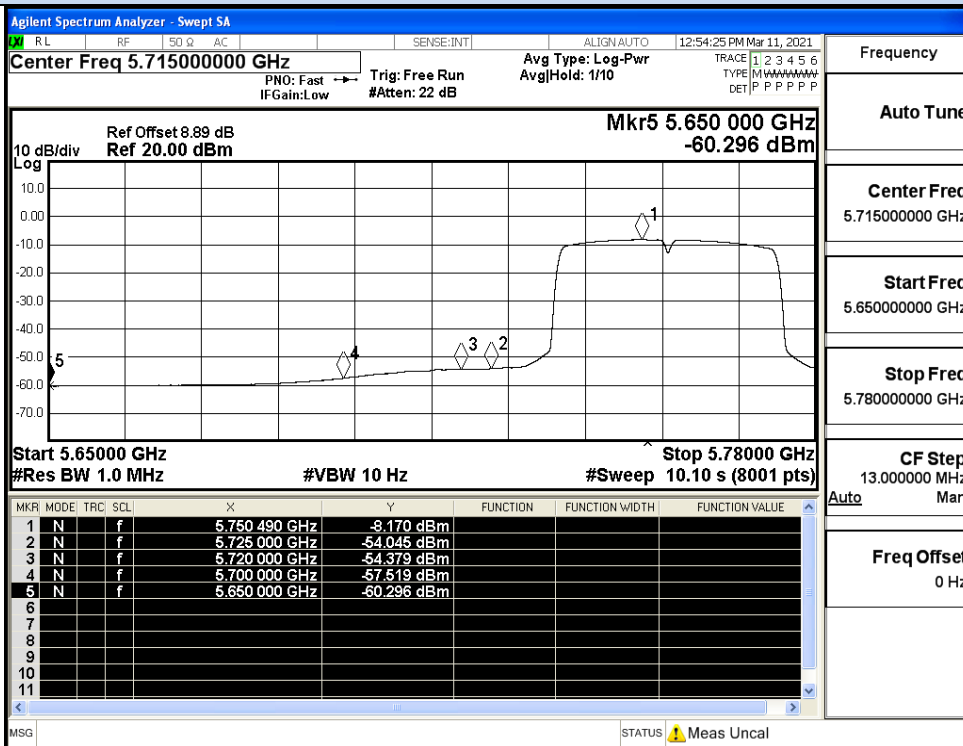 Agilent Spectrum Analyzer - Swept SA
LXI RL RF 50 Ω AC SENSE:INT ALIGN AUTO 12:54:25 PM Mar 11, 2021
Center Freq 5.715000000 GHz
PNO: Fast
IFGain:Low
Trig: Free Run
#Atten: 22 dB
Avg Type: Log-Pwr
Avg|Hold: 1/10
TRACE 1 2 3 4 5 6
TYPE M
DET P P P P P P
Mkr5 5.650 000 GHz
-60.296 dBm
Ref Offset 8.89 dB
10 dB/div Ref 20.00 dBm
Log
10.0
0.00
-10.0
-20.0
-30.0
-40.0
-50.0
-60.0
-70.0
1
2
3
4
5
Start 5.65000 GHz Stop 5.78000 GHz
#Res BW 1.0 MHz #VBW 10 Hz #Sweep 10.10 s (8001 pts)
MKR MODE TRC SCL X Y FUNCTION FUNCTION WIDTH FUNCTION VALUE
1 N f 5.750 490 GHz -8.170 dBm
2 N f 5.725 000 GHz -54.045 dBm
3 N f 5.720 000 GHz -54.379 dBm
4 N f 5.700 000 GHz -57.519 dBm
5 N f 5.650 000 GHz -60.296 dBm
6
7
8
9
10
11
MSG STATUS Meas Uncal
Frequency
Auto Tune
Center Freq
5.715000000 GHz
Start Freq
5.650000000 GHz
Stop Freq
5.780000000 GHz
CF Step
13.000000 MHz
Auto Man
Freq Offset
0 Hz